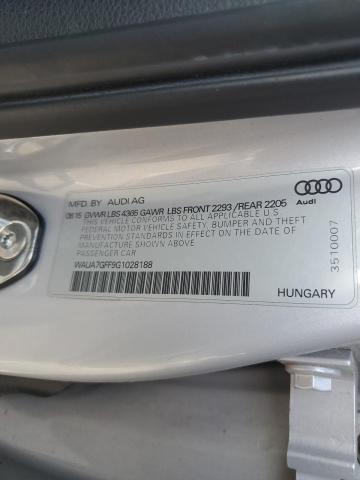 MFD BY AUDI AG
08/15 GVWR LBS 4365 GAWR LBS FRONT 2293 / REAR 2205
THIS VEHICLE CONFORMS TO ALL APPLICABLE U.S.
FEDERAL MOTOR VEHICLE SAFETY, BUMPER AND THEFT
PREVENTION STANDARDS IN EFFECT ON THE DATE OF
MANUFACTURE SHOWN ABOVE.
PASSENGER CAR
WAUA7GFF9G1028188
Audi
HUNGARY
3510007